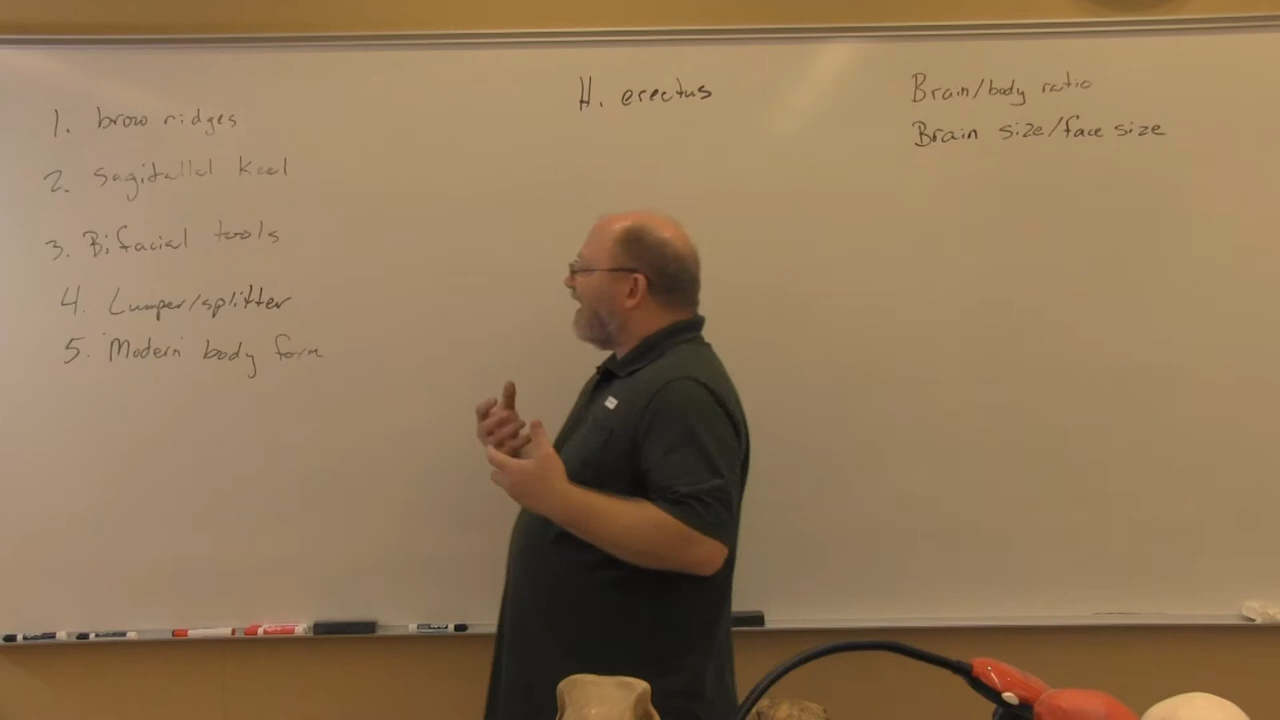 H. erectus
1. brow ridges
2. Sagitallal Keel
3. Bifacial tools
4. Lumper/splitter
5. "Modern" body form
Brain/body ratio
Brain size/face size